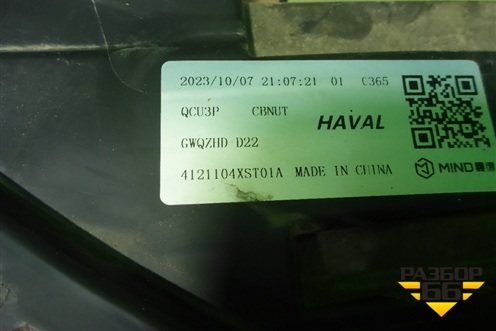 2023/10/07 21:07:21 01 C365
QCU3P CBNUT HAVAL
GWQZHD D22
4121104XST01A MADE IN CHINA MIND
РАЗБОР
66